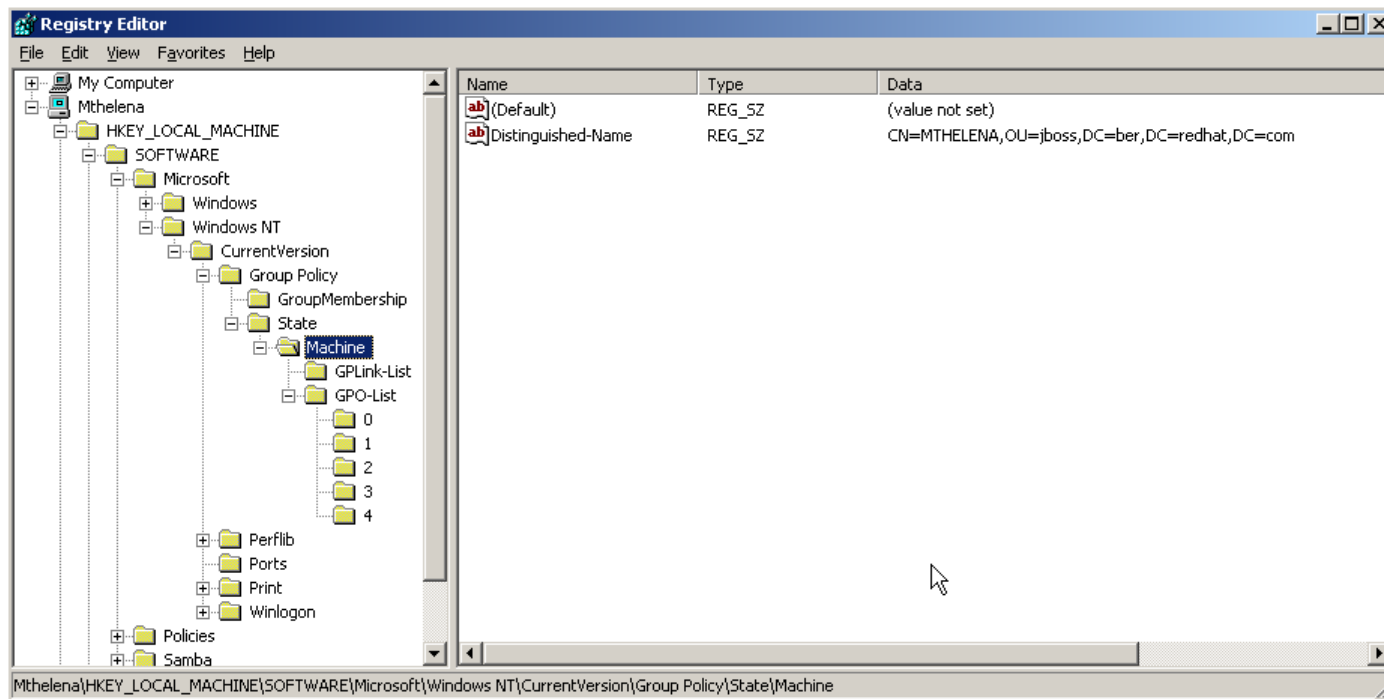 Registry Editor
File Edit View Favorites Help
My Computer
Mthelena
HKEY_LOCAL_MACHINE
SOFTWARE
Microsoft
Windows
Windows NT
CurrentVersion
Group Policy
GroupMembership
State
Machine
GPLink-List
GPO-List
0
1
2
3
4
Perflib
Ports
Print
Winlogon
Policies
Samba
Name Type Data
ab (Default) REG_SZ (value not set)
ab Distinguished-Name REG_SZ CN=MTHELENA,OU=jboss,DC=ber,DC=redhat,DC=com
Mthelena\HKEY_LOCAL_MACHINE\SOFTWARE\Microsoft\Windows NT\CurrentVersion\Group Policy\State\Machine